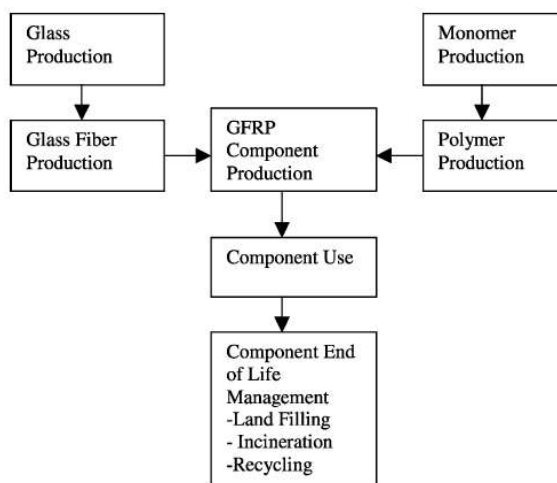 Glass
Production
Monomer
Production
Glass Fiber
Production
GFRP
Component
Production
Polymer
Production
Component Use
Component End
of Life
Management
-Land Filling
- Incineration
-Recycling